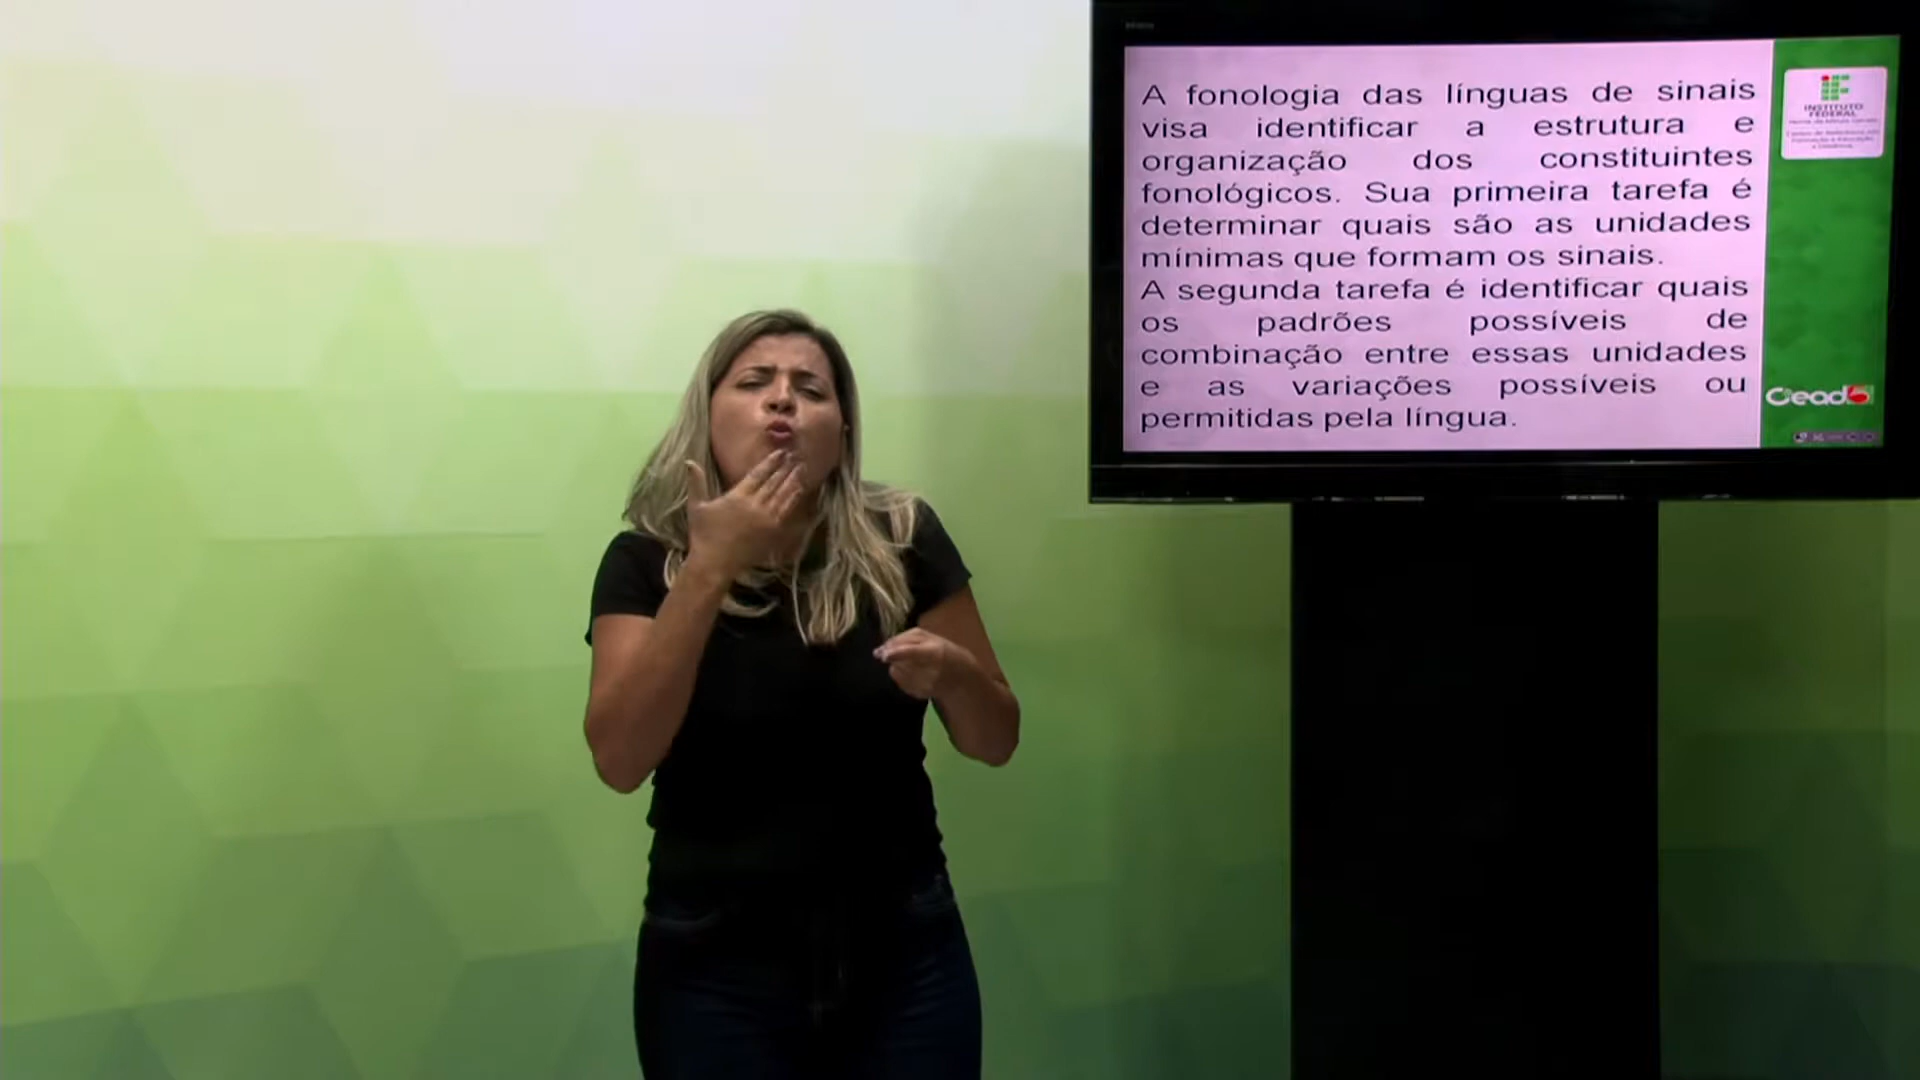 A fonologia das línguas de sinais
visa identificar a estrutura e
organização dos constituintes
fonológicos. Sua primeira tarefa é
determinar quais são as unidades
mínimas que formam os sinais.
A segunda tarefa é identificar quais
os padrões possíveis de
combinação entre essas unidades
e as variações possíveis ou
permitidas pela língua.
INSTITUTO
FEDERAL
Cead